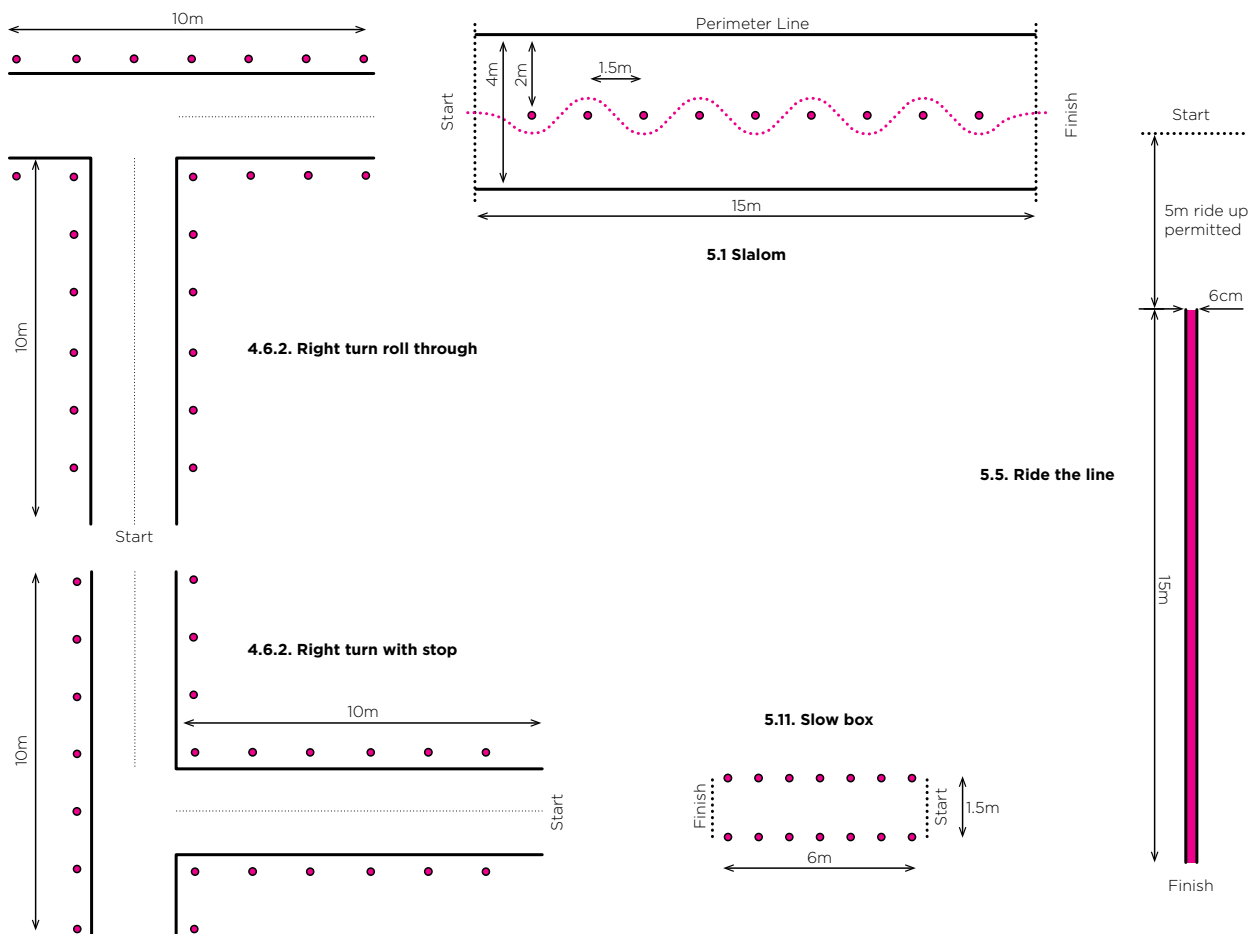 10m
10m
4.6.2. Right turn roll through
Start
Perimeter Line
Start
4m
2m
1.5m
Finish
15m
5.1 Slalom
Start
5m ride up
permitted
6cm
5.5. Ride the line
15m
Finish
10m
4.6.2. Right turn with stop
10m
Start
5.11. Slow box
Finish
Start
1.5m
6m